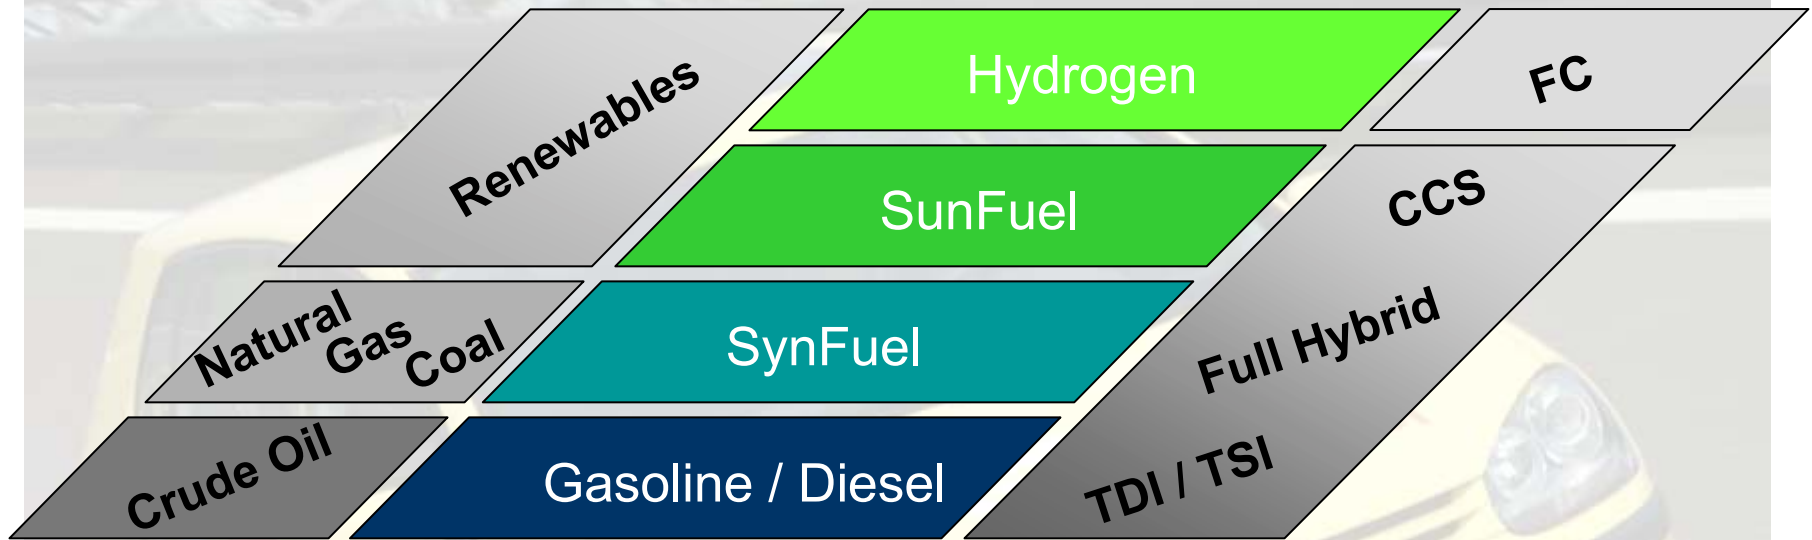 Renewables
Hydrogen
FC
SunFuel
CCS
Natural
Gas
Coal
SynFuel
Full Hybrid
Crude Oil
Gasoline / Diesel
TDI / TSI